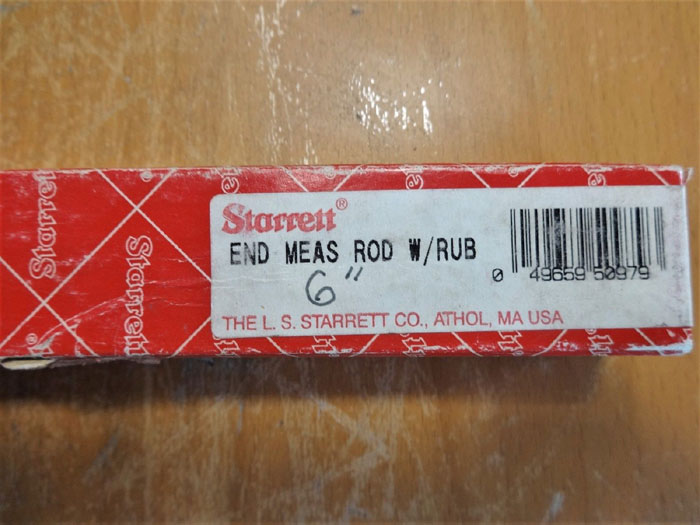 Starrett®
END MEAS ROD W/RUB
6"
0 49659 50979
THE L. S. STARRETT CO., ATHOL, MA USA
Starrett
Starrett